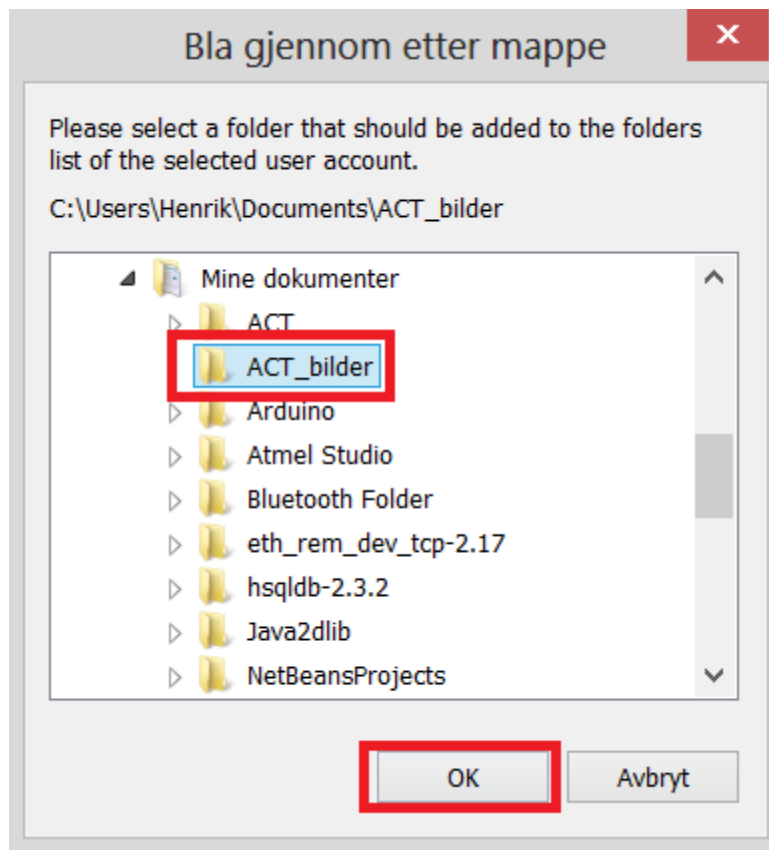 Bla gjennom etter mappe
Please select a folder that should be added to the folders
list of the selected user account.
C:\Users\Henrik\Documents\ACT_bilder
Mine dokumenter
ACT
ACT_bilder
Arduino
Atmel Studio
Bluetooth Folder
eth_rem_dev_tcp-2.17
hsqldb-2.3.2
Java2dlib
NetBeansProjects
OK Avbryt